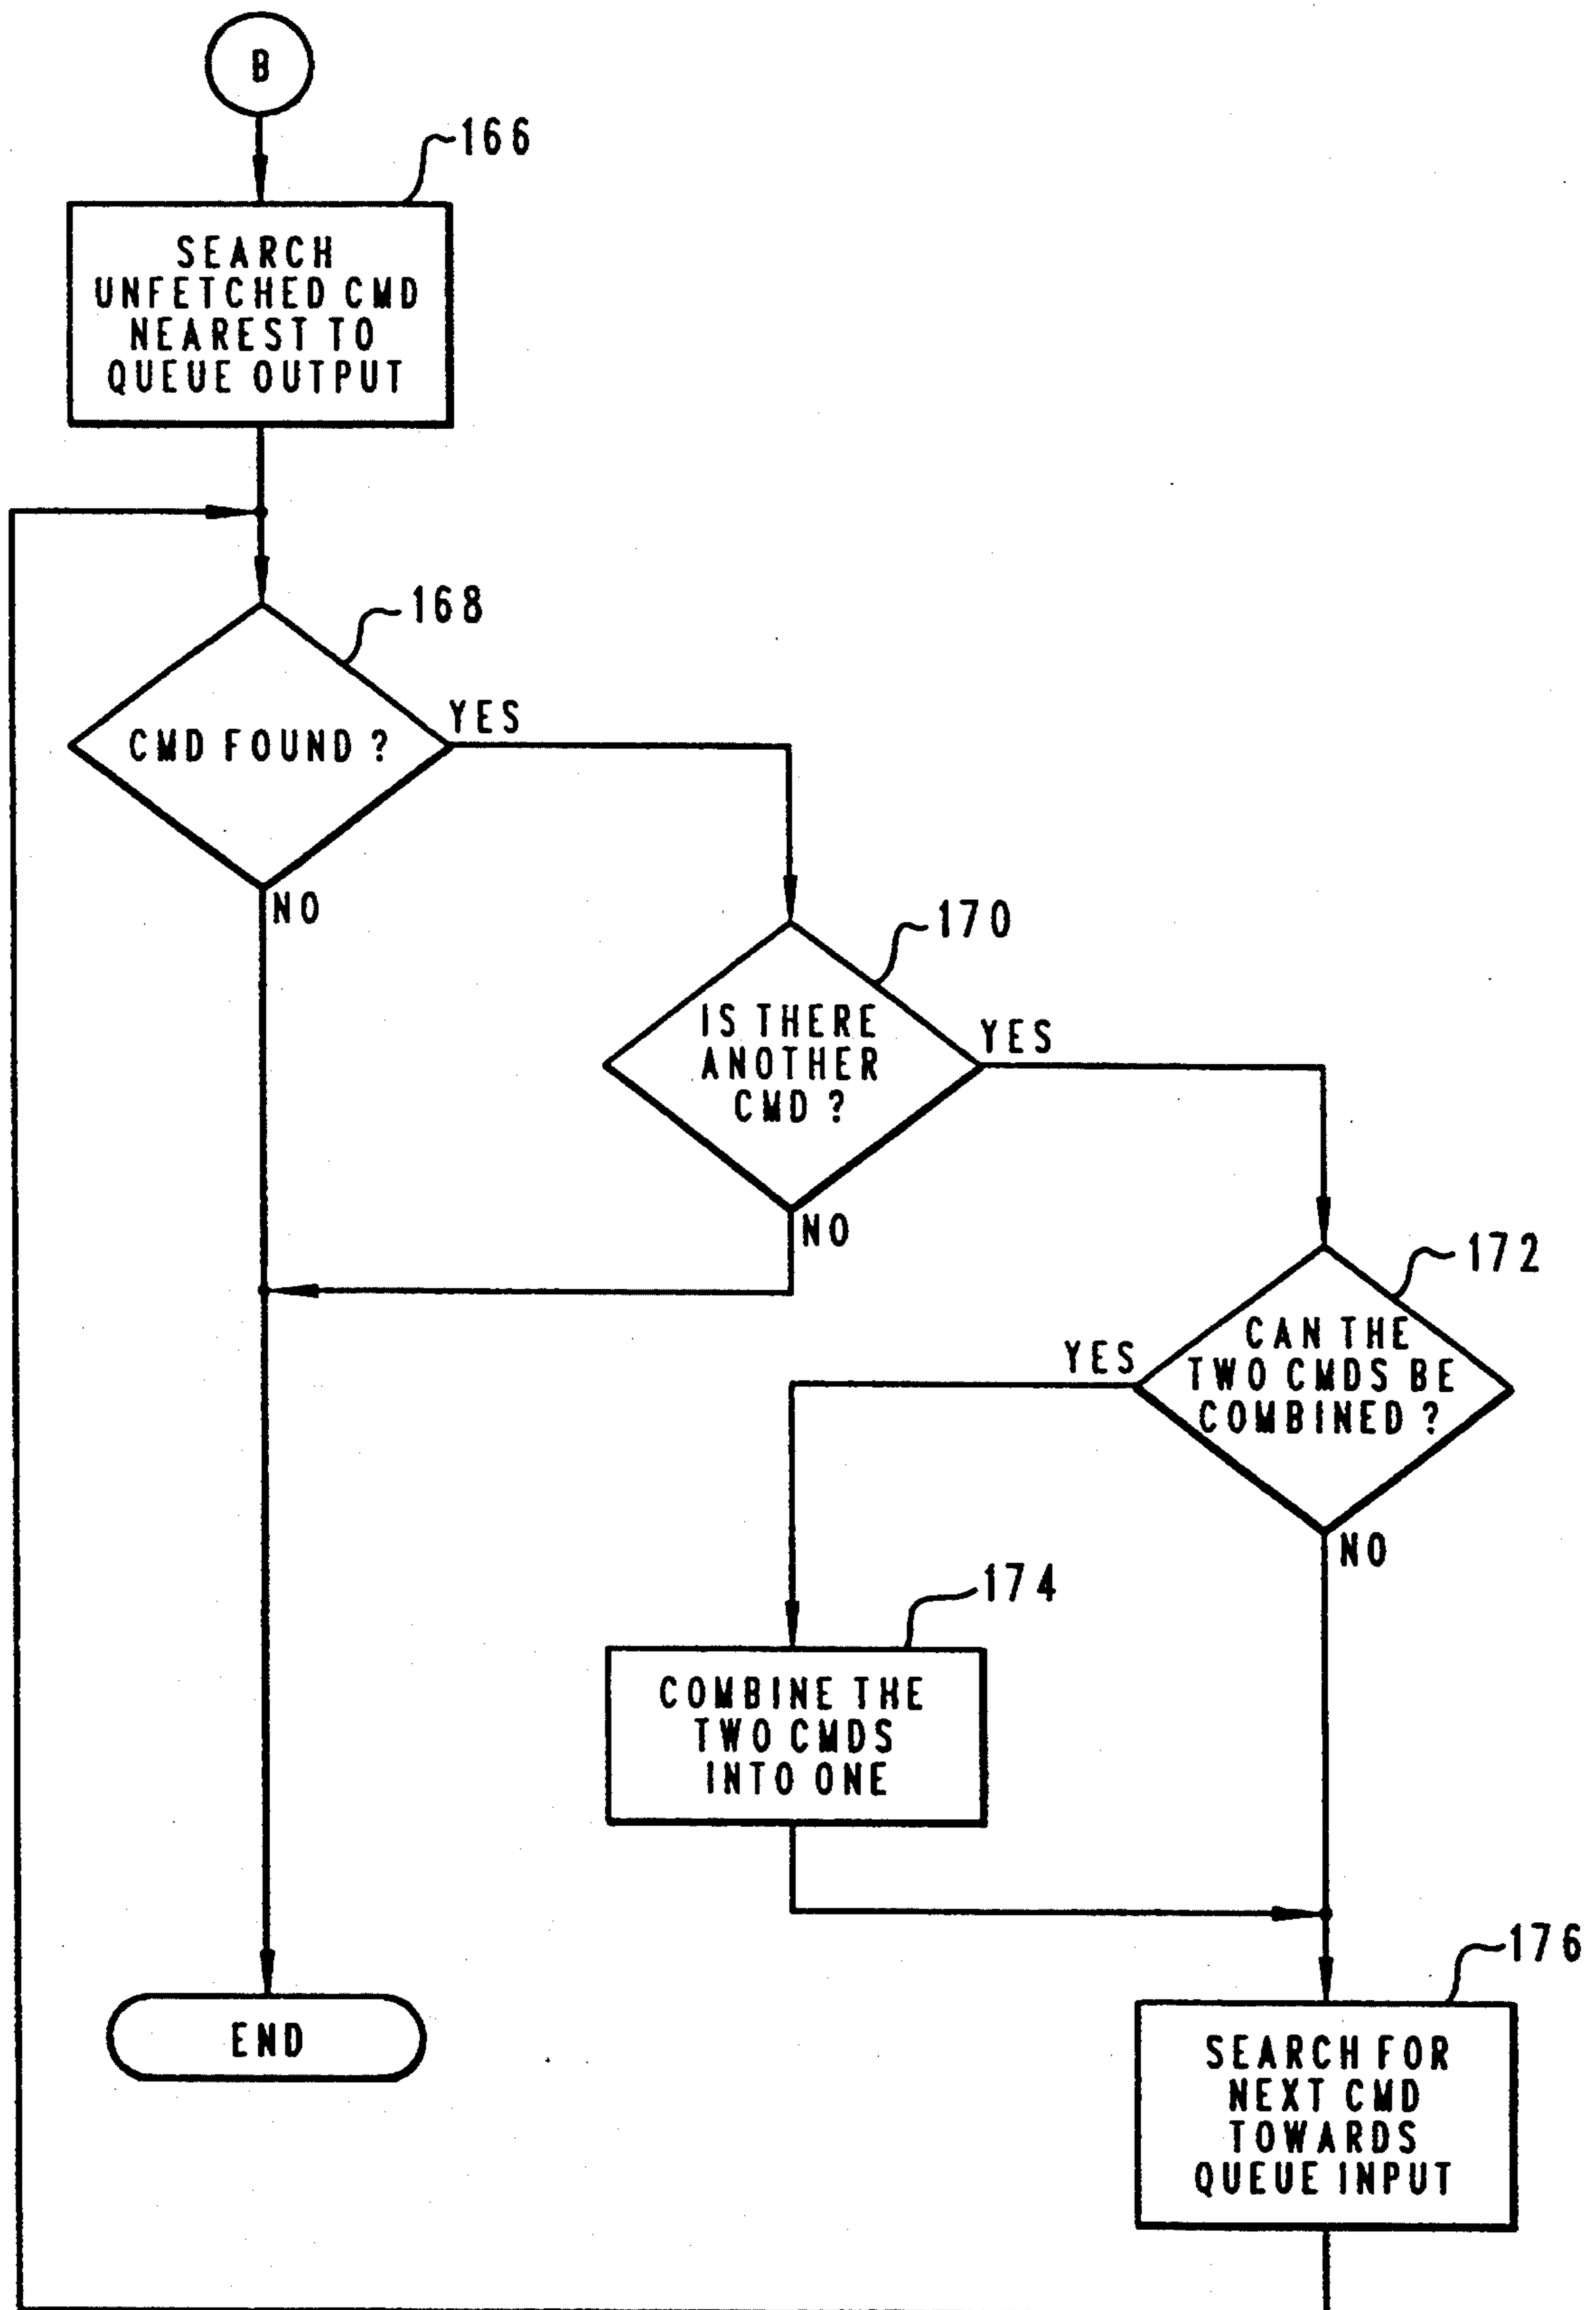 B
166
SEARCH
UNFETCHED CMD
NEAREST TO
QUEUE OUTPUT
168
CMD FOUND ?
YES
NO
170
IS THERE
ANOTHER
CMD ?
YES
NO
172
CAN THE
TWO CMDS BE
COMBINED ?
YES
NO
174
COMBINE THE
TWO CMDS
INTO ONE
176
SEARCH FOR
NEXT CMD
TOWARDS
QUEUE INPUT
END